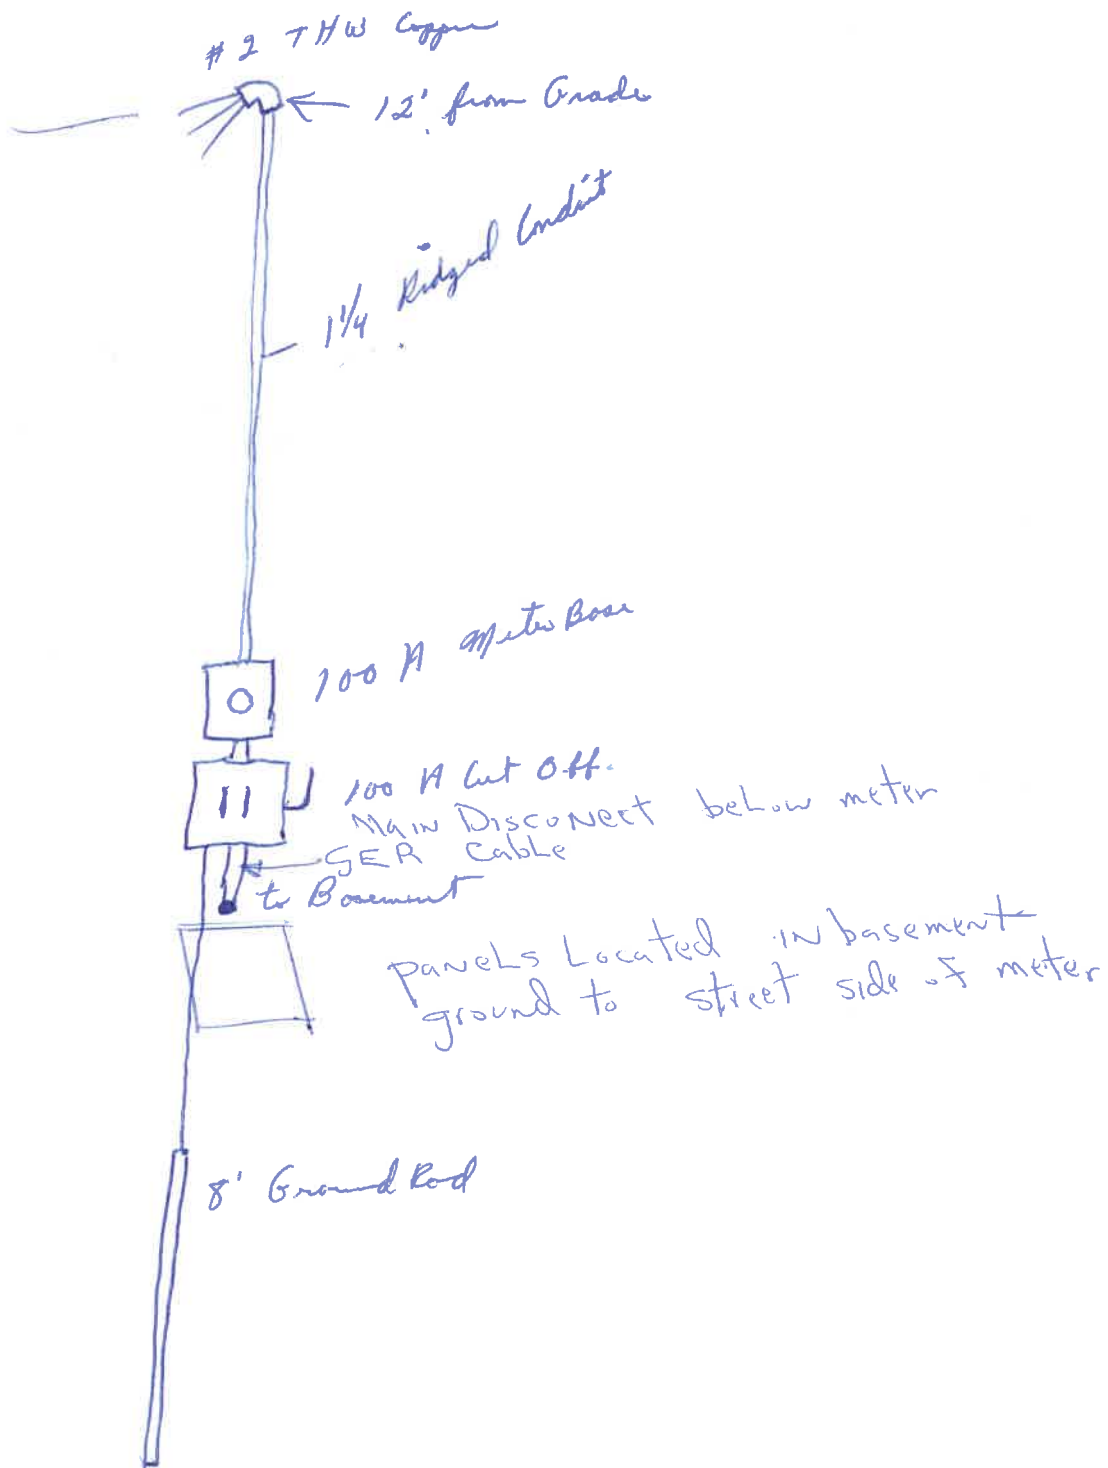 # 2 THW Copper
12' from Grade
1 1/4 Ridged Conduit
100 A Meter Base
100 A Cut Off.
MaiN DiscoNect beLow meter
SER CabLe
to Basement
paNeLs Located iN basement
ground to street side of meter
8' Ground Rod